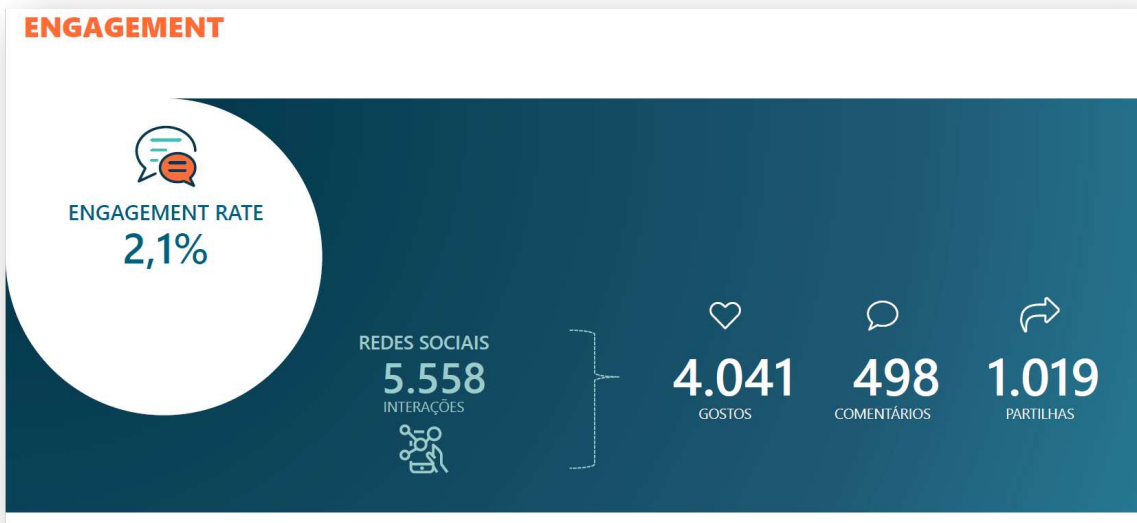 ENGAGEMENT
ENGAGEMENT RATE
2,1%
REDES SOCIAIS
5.558
INTERAÇÕES
4.041
GOSTOS
498
COMENTÁRIOS
1.019
PARTILHAS